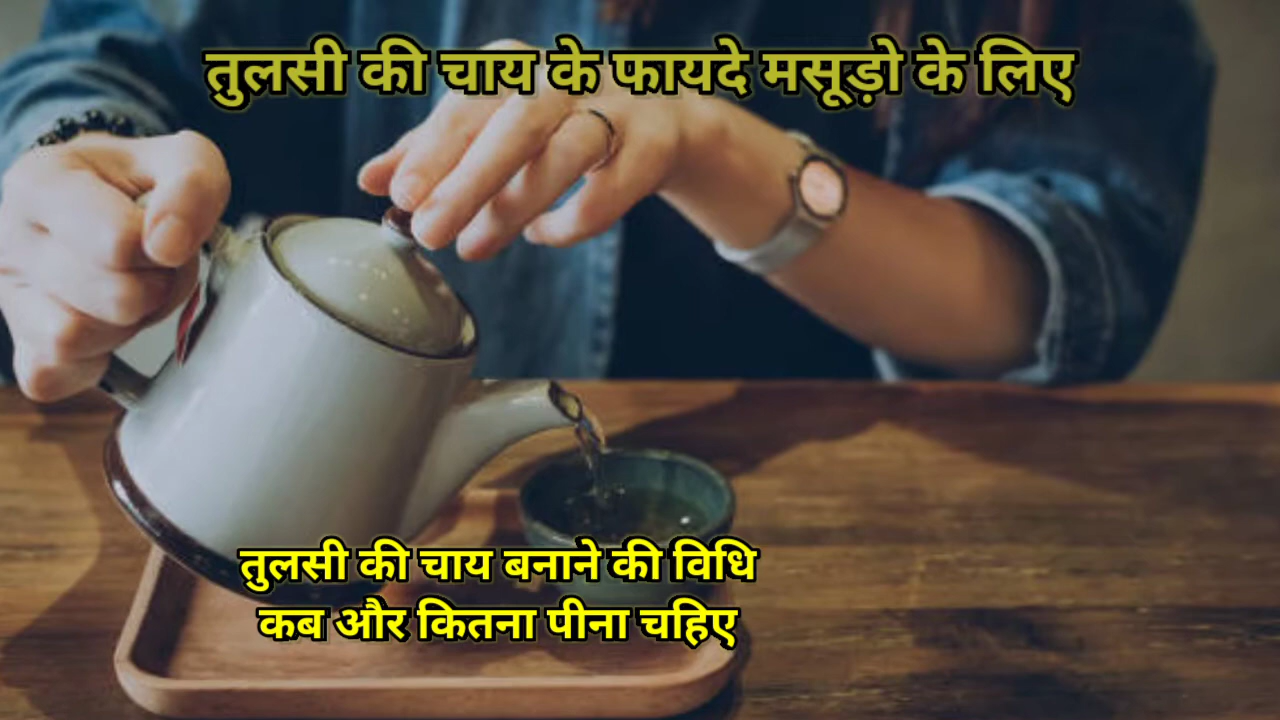 तुलसी की चाय के फायदे मसूड़ो के लिए
तुलसी की चाय बनाने की विधि
कब और कितना पीना चहिए